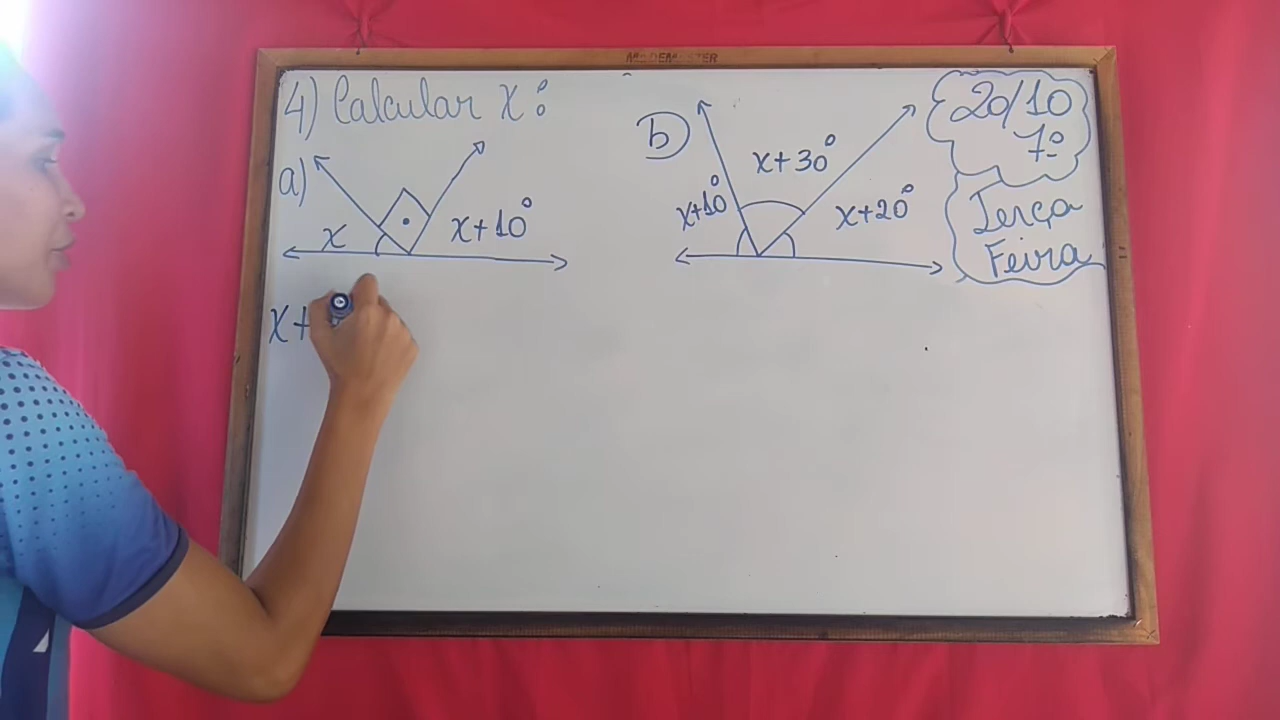 4) Calcular x:
a)
x
x+10°
x+
b)
x+10°
x+30°
x+20°
20/10
7º
Terça
Feira